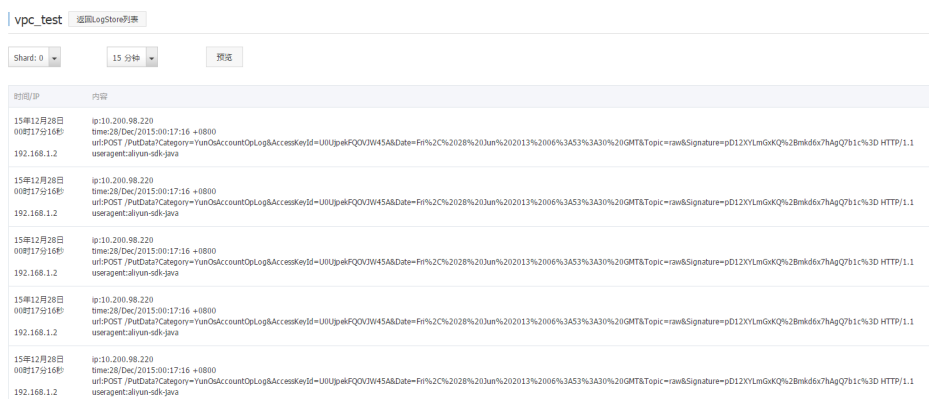 vpc_test 返回LogStore列表
Shard: 0 15 分钟 预览
时间/IP 内容
15年12月28日 ip:10.200.98.220
00时17分16秒 time:28/Dec/2015:00:17:16 +0800
url:POST /PutData?Category=YunOsAccountOpLog&AccessKeyId=U0UjpekFQOVJW45A&Date=Fri%2C%2028%20Jun%202013%2006%3A53%3A30%20GMT&Topic=raw&Signature=pD12XYLmGxKQ%2Bmkd6x7hAgQ7b1c%3D HTTP/1.1
192.168.1.2 useragent:aliyun-sdk-java
15年12月28日 ip:10.200.98.220
00时17分16秒 time:28/Dec/2015:00:17:16 +0800
url:POST /PutData?Category=YunOsAccountOpLog&AccessKeyId=U0UjpekFQOVJW45A&Date=Fri%2C%2028%20Jun%202013%2006%3A53%3A30%20GMT&Topic=raw&Signature=pD12XYLmGxKQ%2Bmkd6x7hAgQ7b1c%3D HTTP/1.1
192.168.1.2 useragent:aliyun-sdk-java
15年12月28日 ip:10.200.98.220
00时17分16秒 time:28/Dec/2015:00:17:16 +0800
url:POST /PutData?Category=YunOsAccountOpLog&AccessKeyId=U0UjpekFQOVJW45A&Date=Fri%2C%2028%20Jun%202013%2006%3A53%3A30%20GMT&Topic=raw&Signature=pD12XYLmGxKQ%2Bmkd6x7hAgQ7b1c%3D HTTP/1.1
192.168.1.2 useragent:aliyun-sdk-java
15年12月28日 ip:10.200.98.220
00时17分16秒 time:28/Dec/2015:00:17:16 +0800
url:POST /PutData?Category=YunOsAccountOpLog&AccessKeyId=U0UjpekFQOVJW45A&Date=Fri%2C%2028%20Jun%202013%2006%3A53%3A30%20GMT&Topic=raw&Signature=pD12XYLmGxKQ%2Bmkd6x7hAgQ7b1c%3D HTTP/1.1
192.168.1.2 useragent:aliyun-sdk-java
15年12月28日 ip:10.200.98.220
00时17分16秒 time:28/Dec/2015:00:17:16 +0800
url:POST /PutData?Category=YunOsAccountOpLog&AccessKeyId=U0UjpekFQOVJW45A&Date=Fri%2C%2028%20Jun%202013%2006%3A53%3A30%20GMT&Topic=raw&Signature=pD12XYLmGxKQ%2Bmkd6x7hAgQ7b1c%3D HTTP/1.1
192.168.1.2 useragent:aliyun-sdk-java